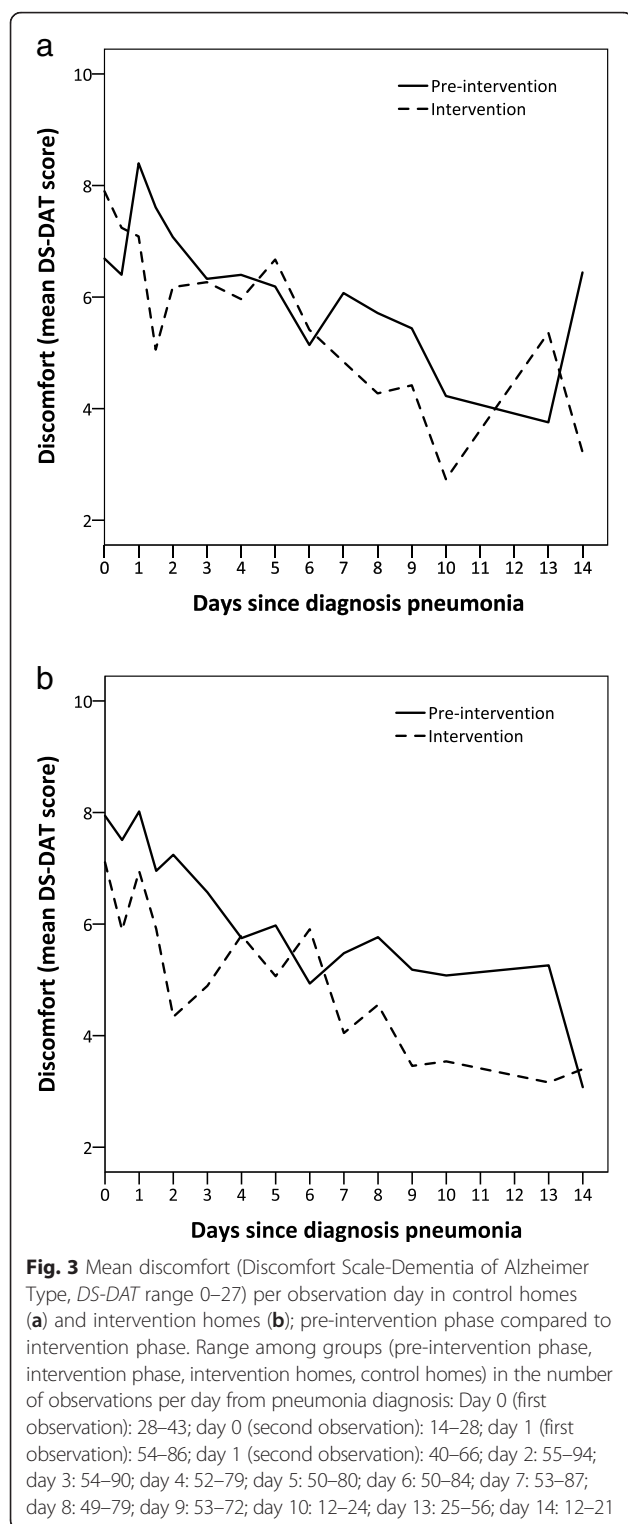 a
10
8
6
4
2
Discomfort (mean DS-DAT score)
Pre-intervention
Intervention
0 1 2 3 4 5 6 7 8 9 10 11 12 13 14
Days since diagnosis pneumonia
b
10
8
6
4
2
Discomfort (mean DS-DAT score)
Pre-intervention
Intervention
0 1 2 3 4 5 6 7 8 9 10 11 12 13 14
Days since diagnosis pneumonia
Fig. 3 Mean discomfort (Discomfort Scale-Dementia of Alzheimer
Type, DS-DAT range 0–27) per observation day in control homes
(a) and intervention homes (b); pre-intervention phase compared to
intervention phase. Range among groups (pre-intervention phase,
intervention phase, intervention homes, control homes) in the number
of observations per day from pneumonia diagnosis: Day 0 (first
observation): 28–43; day 0 (second observation): 14–28; day 1 (first
observation): 54–86; day 1 (second observation): 40–66; day 2: 55–94;
day 3: 54–90; day 4: 52–79; day 5: 50–80; day 6: 50–84; day 7: 53–87;
day 8: 49–79; day 9: 53–72; day 10: 12–24; day 13: 25–56; day 14: 12–21